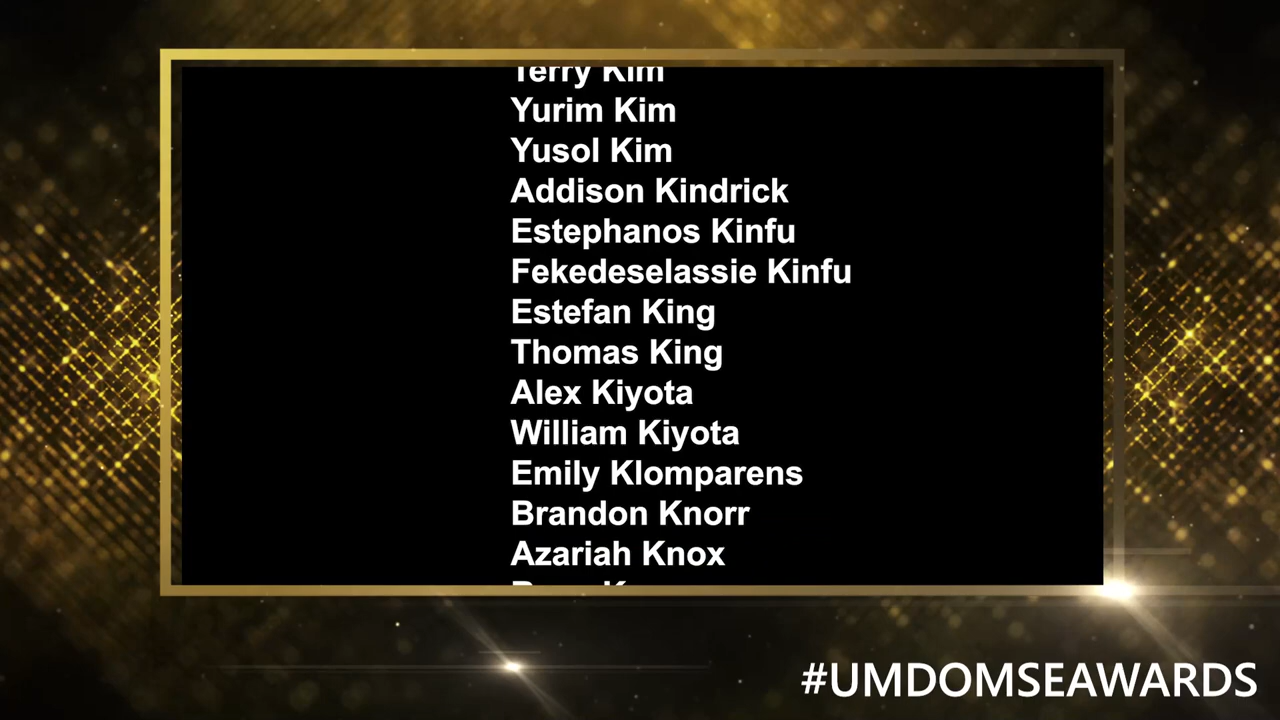 Terry Kim
Yurim Kim
Yusol Kim
Addison Kindrick
Estephanos Kinfu
Fekedeselassie Kinfu
Estefan King
Thomas King
Alex Kiyota
William Kiyota
Emily Klomparens
Brandon Knorr
Azariah Knox
#UMDOMSEAWARDS